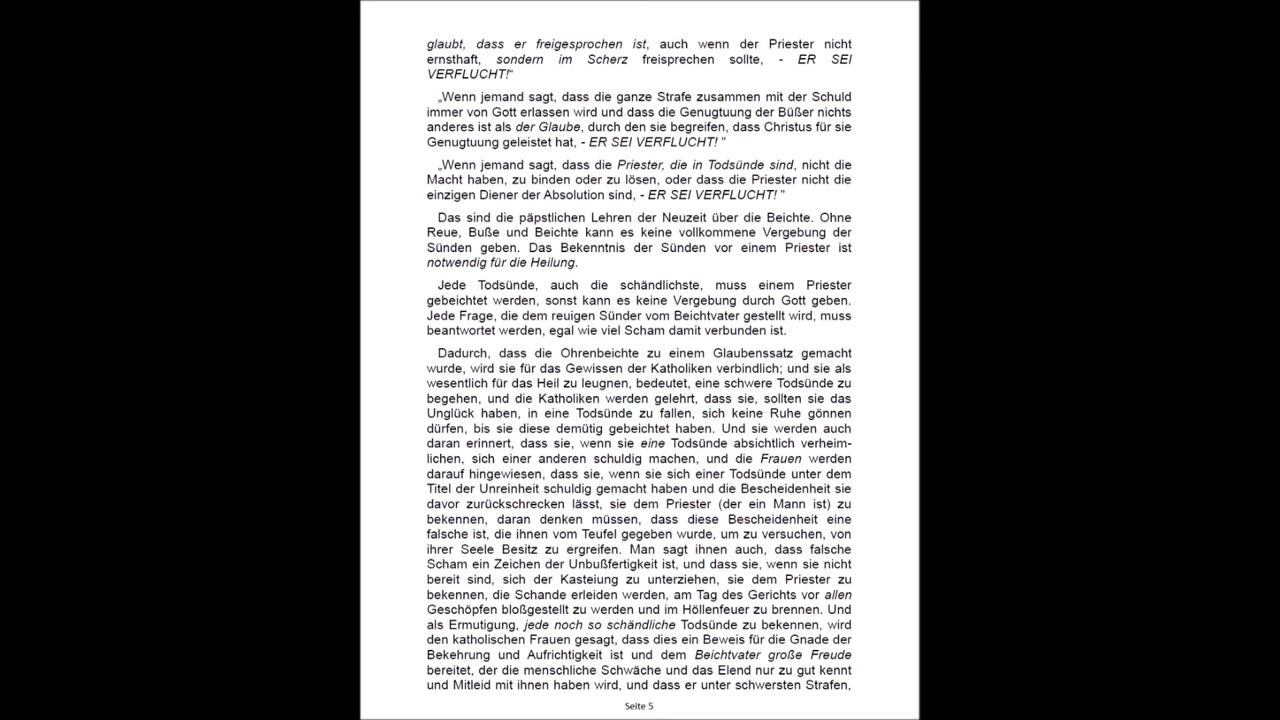 glaubt, dass er freigesprochen ist, auch wenn der Priester nicht
ernsthaft, sondern im Scherz freisprechen sollte, - ER SEI
VERFLUCHT!“
„Wenn jemand sagt, dass die ganze Strafe zusammen mit der Schuld
immer von Gott erlassen wird und dass die Genugtuung der Büßer nichts
anderes ist als der Glaube, durch den sie begreifen, dass Christus für sie
Genugtuung geleistet hat, - ER SEI VERFLUCHT! "
„Wenn jemand sagt, dass die Priester, die in Todsünde sind, nicht die
Macht haben, zu binden oder zu lösen, oder dass die Priester nicht die
einzigen Diener der Absolution sind, - ER SEI VERFLUCHT! "
Das sind die päpstlichen Lehren der Neuzeit über die Beichte. Ohne
Reue, Buße und Beichte kann es keine vollkommene Vergebung der
Sünden geben. Das Bekenntnis der Sünden vor einem Priester ist
notwendig für die Heilung.
Jede Todsünde, auch die schändlichste, muss einem Priester
gebeichtet werden, sonst kann es keine Vergebung durch Gott geben.
Jede Frage, die dem reuigen Sünder vom Beichtvater gestellt wird, muss
beantwortet werden, egal wie viel Scham damit verbunden ist.
Dadurch, dass die Ohrenbeichte zu einem Glaubenssatz gemacht
wurde, wird sie für das Gewissen der Katholiken verbindlich; und sie als
wesentlich für das Heil zu leugnen, bedeutet, eine schwere Todsünde zu
begehen, und die Katholiken werden gelehrt, dass sie, sollten sie das
Unglück haben, in eine Todsünde zu fallen, sich keine Ruhe gönnen
dürfen, bis sie diese demütig gebeichtet haben. Und sie werden auch
daran erinnert, dass sie, wenn sie eine Todsünde absichtlich verheim-
lichen, sich einer anderen schuldig machen, und die Frauen werden
darauf hingewiesen, dass sie, wenn sie sich einer Todsünde unter dem
Titel der Unreinheit schuldig gemacht haben und die Bescheidenheit sie
davor zurückschrecken lässt, sie dem Priester (der ein Mann ist) zu
bekennen, daran denken müssen, dass diese Bescheidenheit eine
falsche ist, die ihnen vom Teufel gegeben wurde, um zu versuchen, von
ihrer Seele Besitz zu ergreifen. Man sagt ihnen auch, dass falsche
Scham ein Zeichen der Unbußfertigkeit ist, und dass sie, wenn sie nicht
bereit sind, sich der Kasteiung zu unterziehen, sie dem Priester zu
bekennen, die Schande erleiden werden, am Tag des Gerichts vor allen
Geschöpfen bloßgestellt zu werden und im Höllenfeuer zu brennen. Und
als Ermutigung, jede noch so schändliche Todsünde zu bekennen, wird
den katholischen Frauen gesagt, dass dies ein Beweis für die Gnade der
Bekehrung und Aufrichtigkeit ist und dem Beichtvater große Freude
bereitet, der die menschliche Schwäche und das Elend nur zu gut kennt
und Mitleid mit ihnen haben wird, und dass er unter schwersten Strafen,
Seite 5